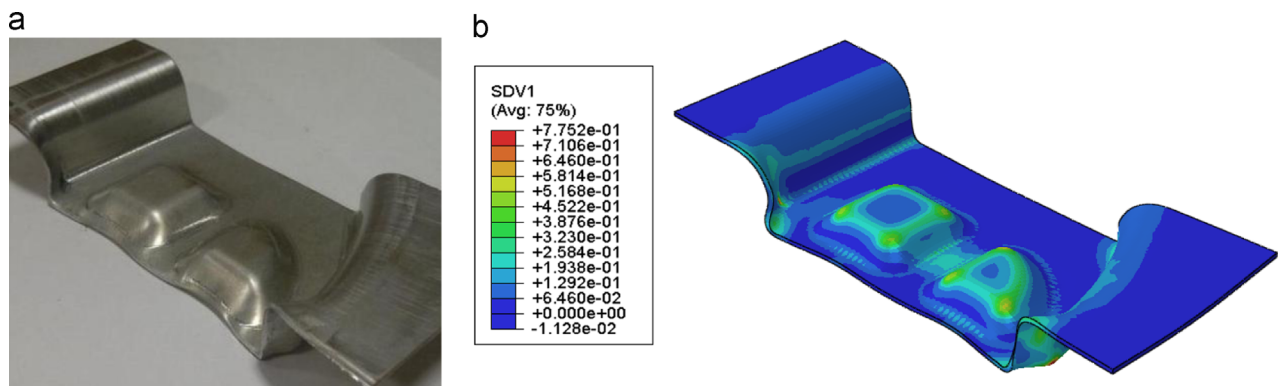 a
b
SDV1
(Avg: 75%)
+7.752e-01
+7.106e-01
+6.460e-01
+5.814e-01
+5.168e-01
+4.522e-01
+3.876e-01
+3.230e-01
+2.584e-01
+1.938e-01
+1.292e-01
+6.460e-02
+0.000e+00
-1.128e-02